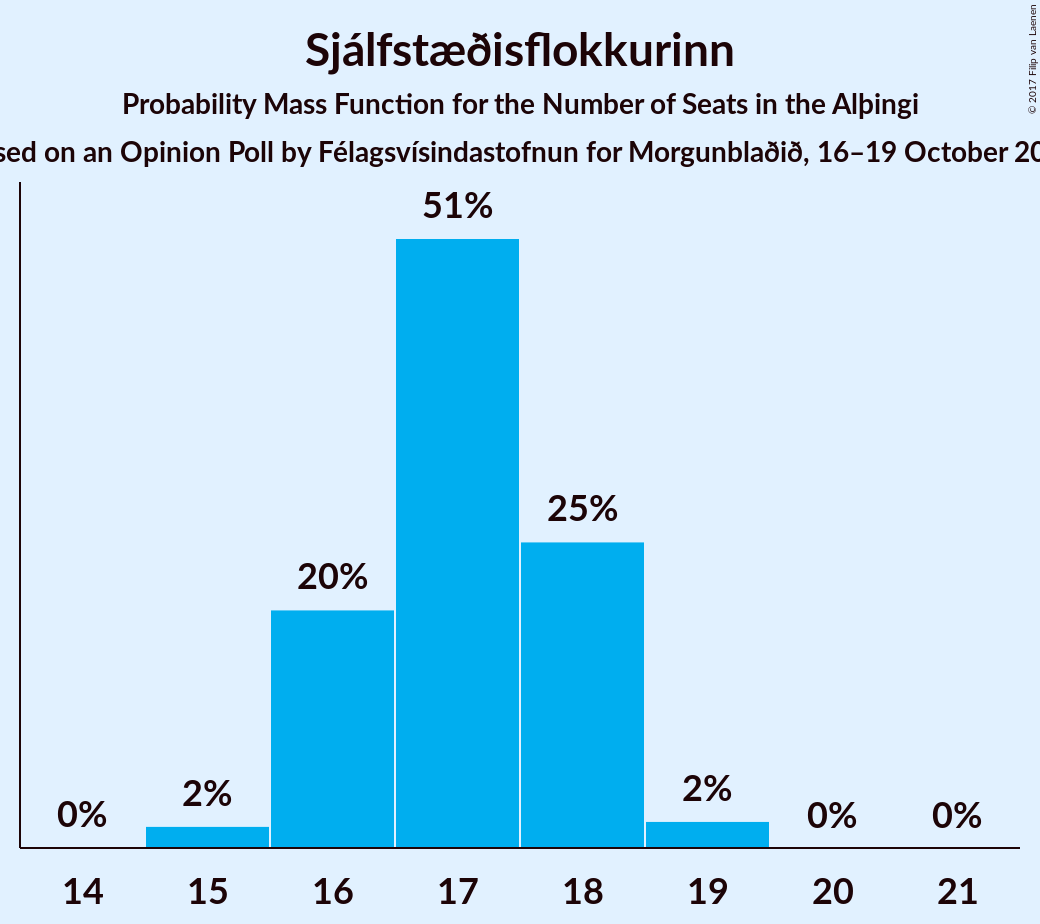 Sjálfstæðisflokkurinn
Probability Mass Function for the Number of Seats in the Alþingi
on an Opinion Poll by Félagsvísindastofnun for Morgunblaðið, 16–19 October
51%
25%
20%
2%
2%
0%
0%
0%
14 15 16 17 18 19 20 21
© 2017 Filip van Laenen